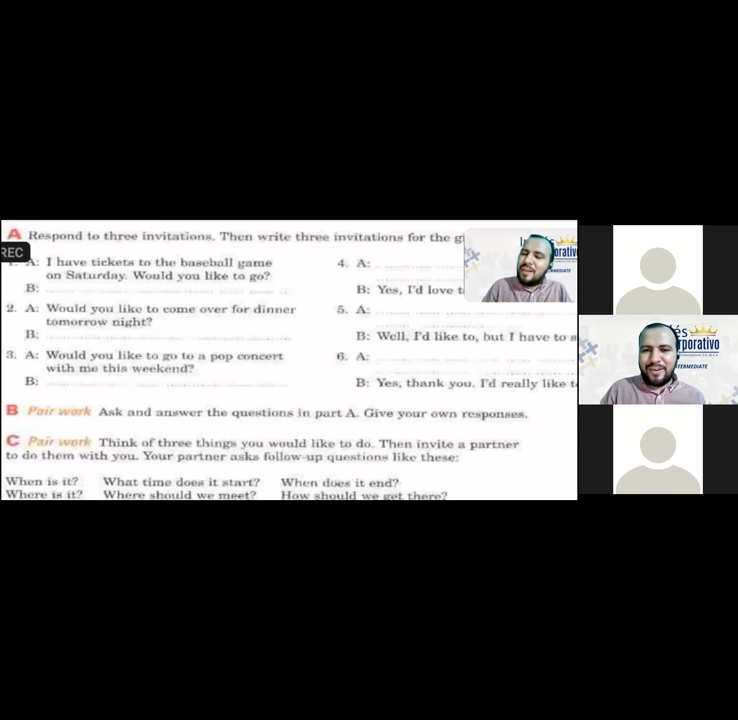 A Respond to three invitations. Then write three invitations for the
REC
1. A: I have tickets to the baseball game
on Saturday. Would you like to go?
B:
2. A: Would you like to come over for dinner
tomorrow night?
B:
3. A: Would you like to go to a pop concert
with me this weekend?
B:
4. A:
B: Yes, I'd love
5. A:
B: Well, I'd like to, but I have to
6. A:
B: Yes, thank you. I'd really like
B Pair work Ask and answer the questions in part A. Give your own responses.
C Pair work Think of three things you would like to do. Then invite a partner
to do them with you. Your partner asks follow-up questions like these:
When is it? What time does it start? When does it end?
Where is it? Where should we meet? How should we get there?